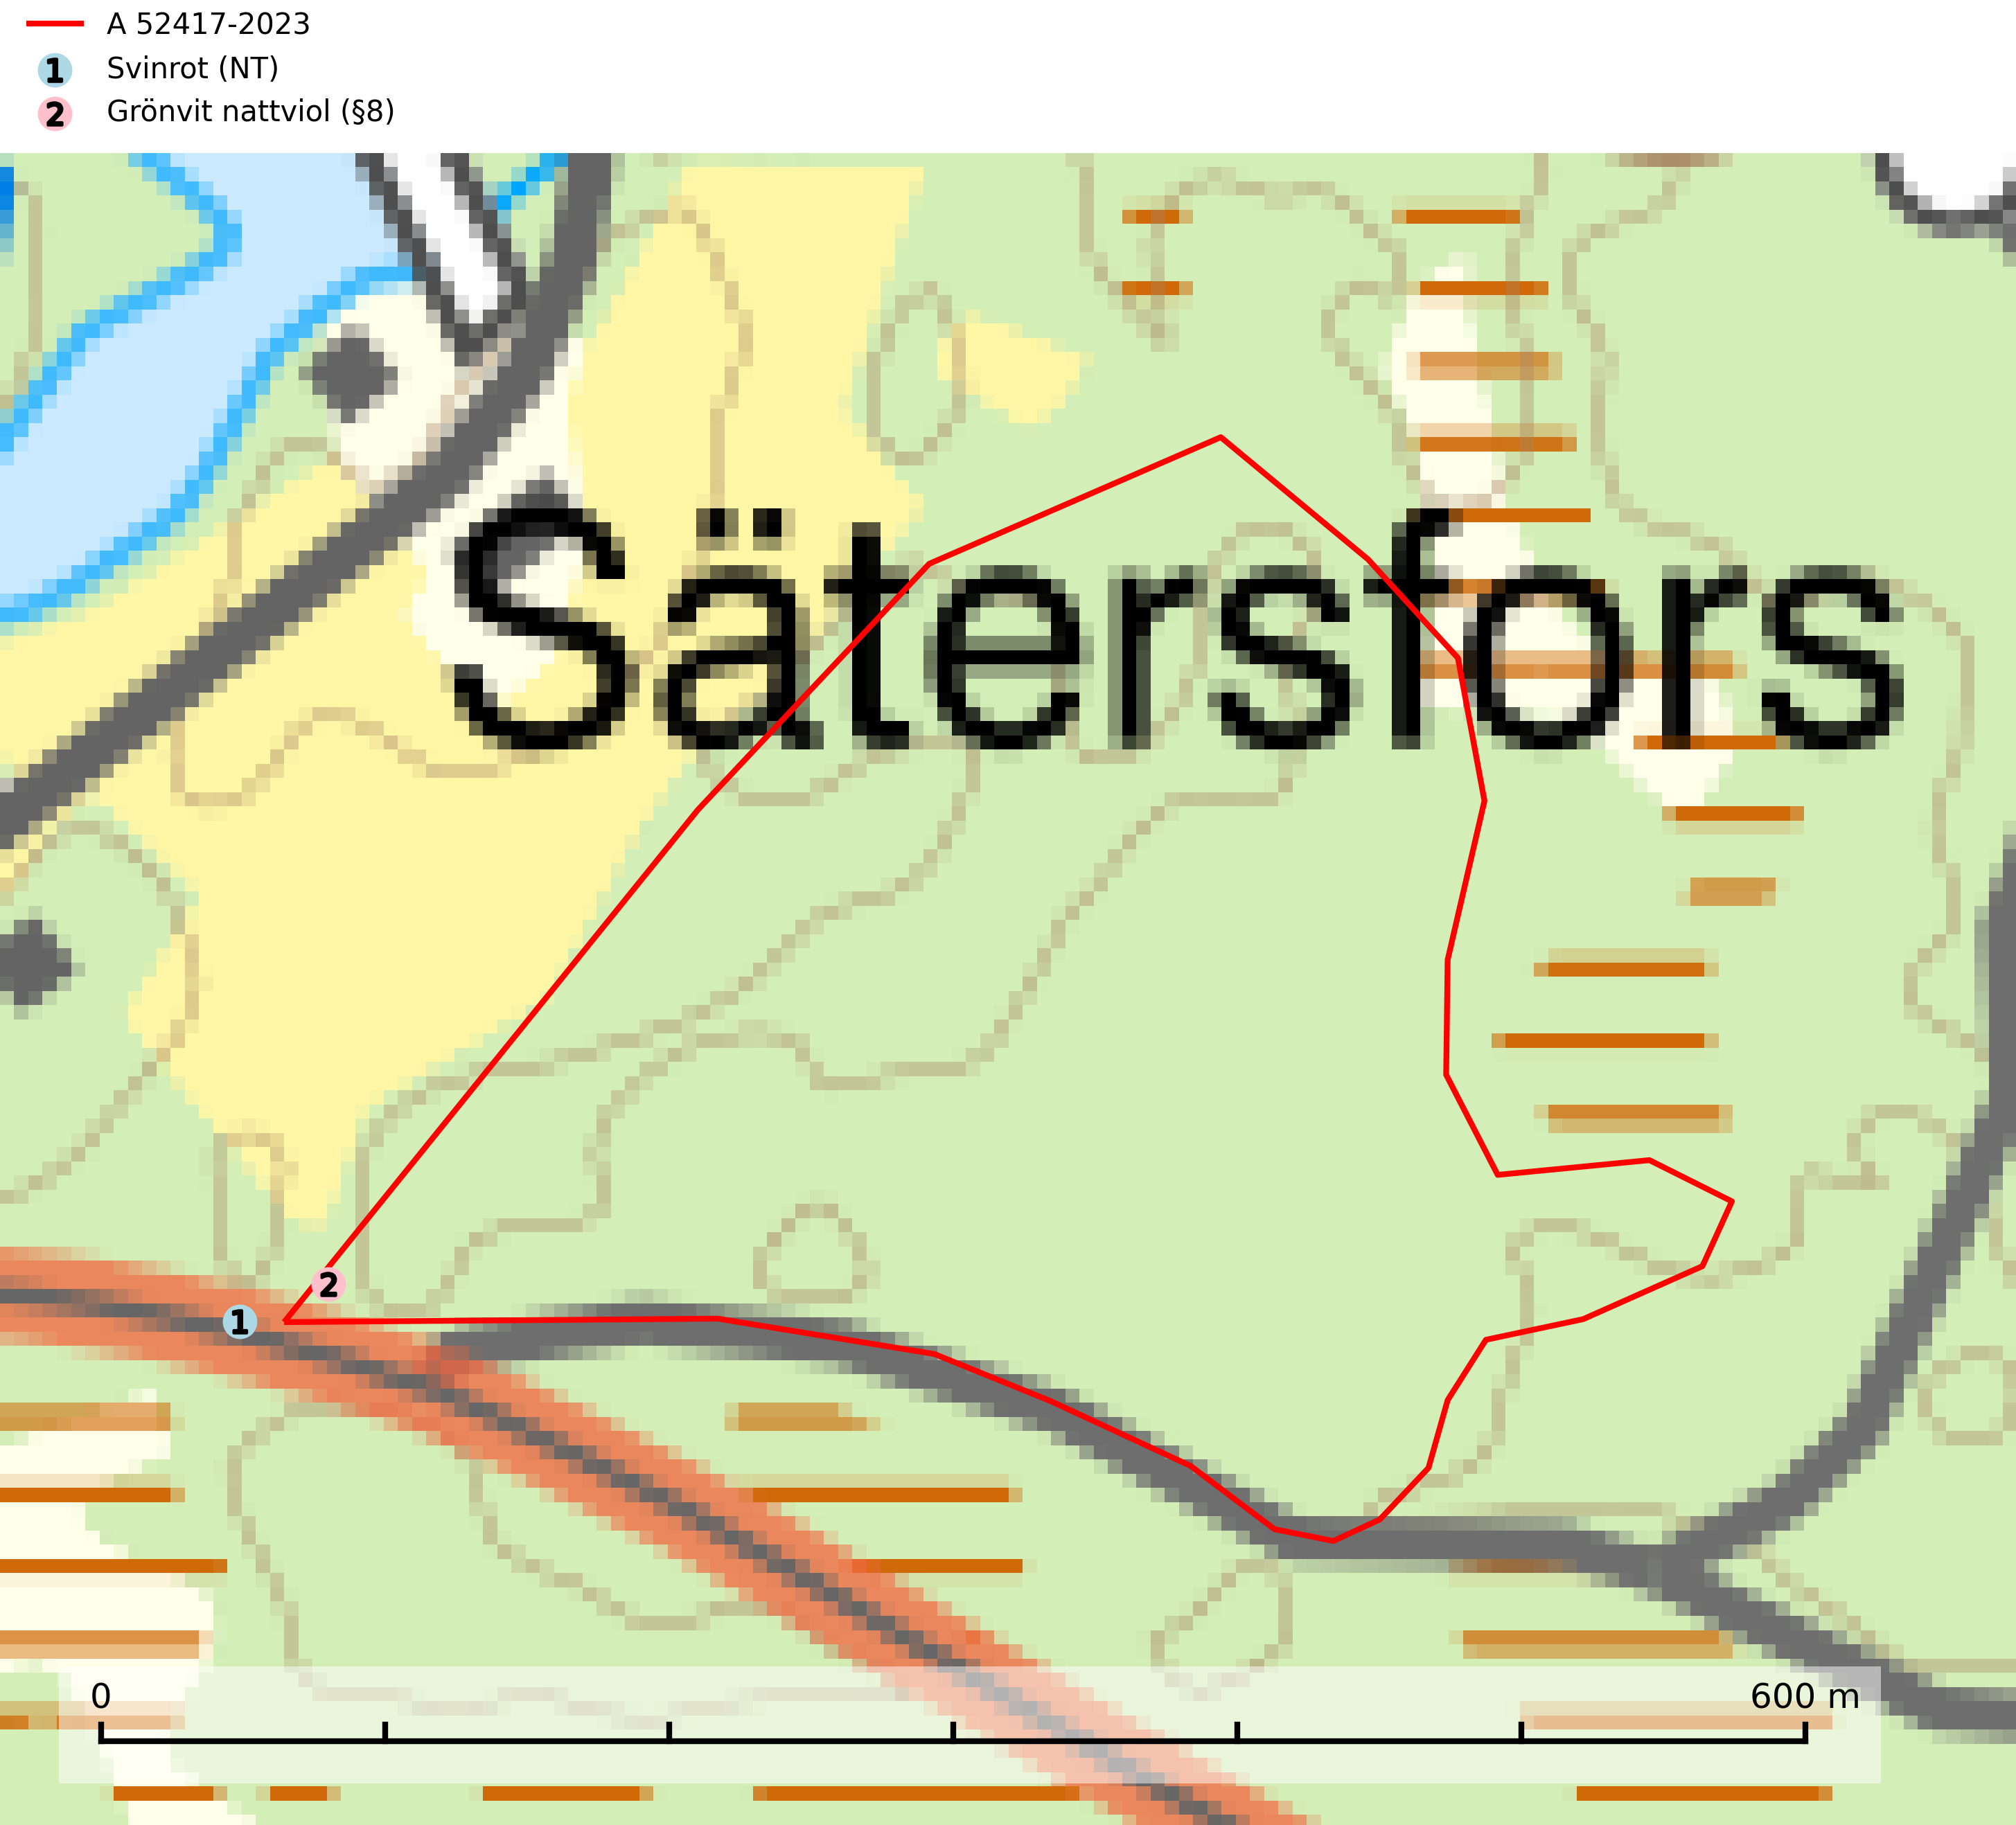 A 52417-2023
1 Svinrot (NT)
2 Grönvit nattviol (§8)
Sätersfors
2
1
0 600 m